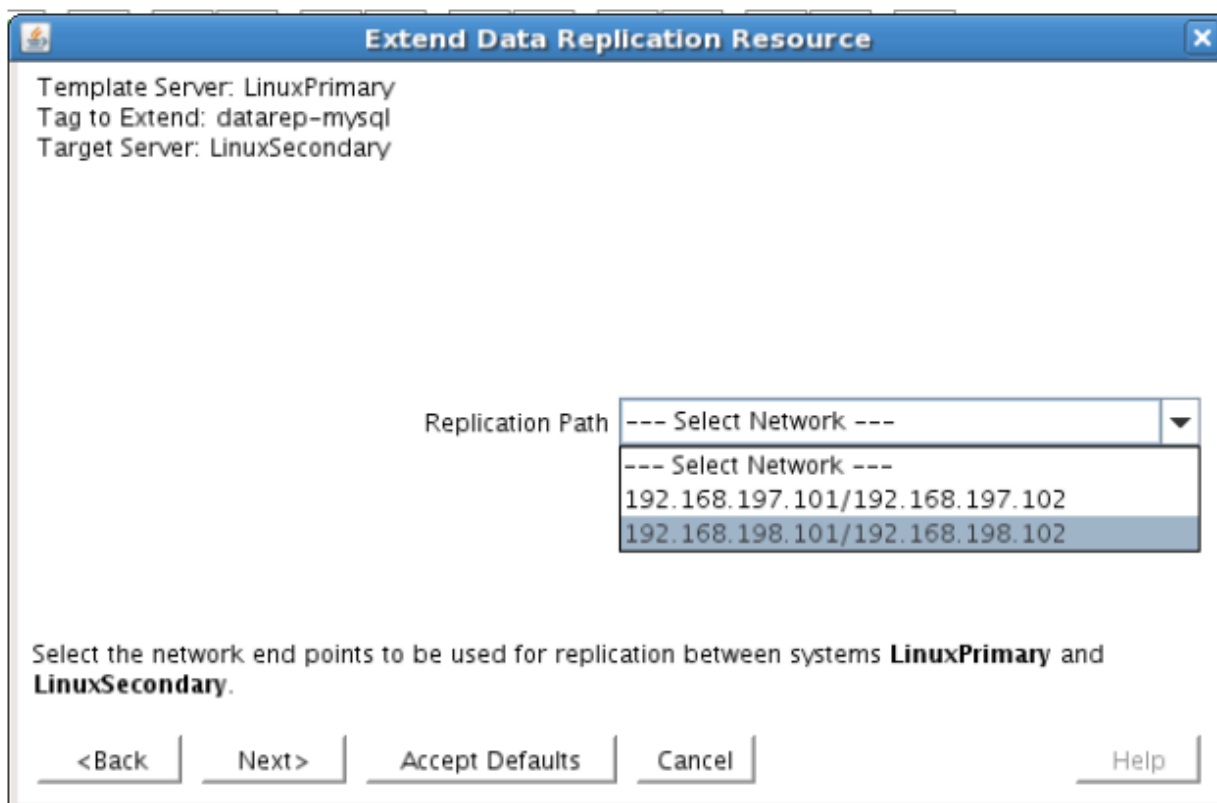 Extend Data Replication Resource
Template Server: LinuxPrimary
Tag to Extend: datarep-mysql
Target Server: LinuxSecondary
Replication Path --- Select Network ---
--- Select Network ---
192.168.197.101/192.168.197.102
192.168.198.101/192.168.198.102
Select the network end points to be used for replication between systems LinuxPrimary and
LinuxSecondary.
<Back Next> Accept Defaults Cancel Help